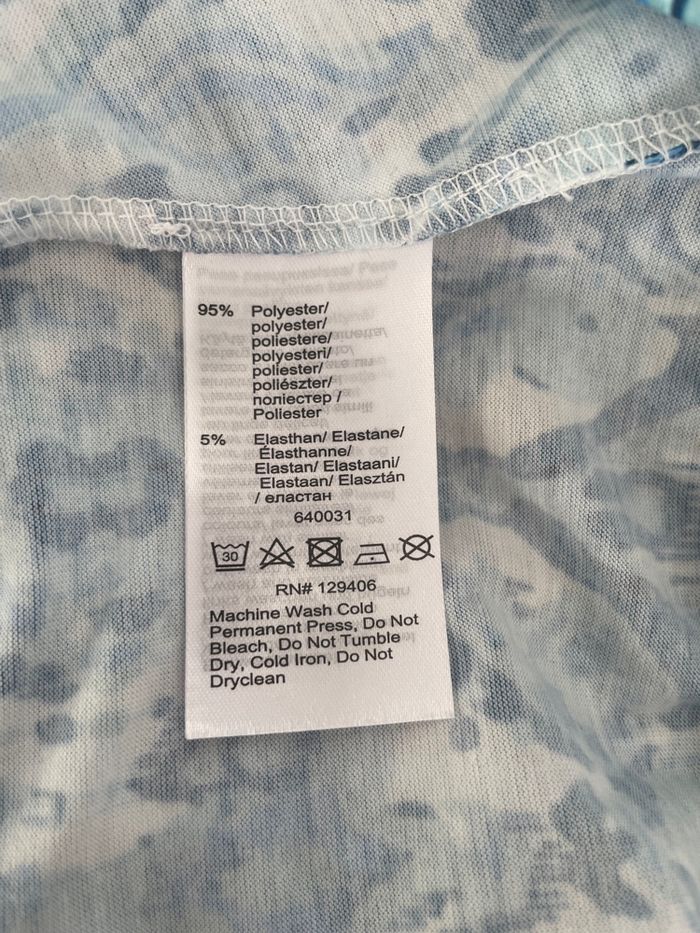 95% Polyester/
polyester/
poliestere/
polyesteri/
poliester/
poliészter/
поліестер /
Poliester
5% Elasthan/ Elastane/
Élasthanne/
Elastan/ Elastaani/
Elastaan/ Elasztán
/ еластан
640031
30
RN# 129406
Machine Wash Cold
Permanent Press, Do Not
Bleach, Do Not Tumble
Dry, Cold Iron, Do Not
Dryclean